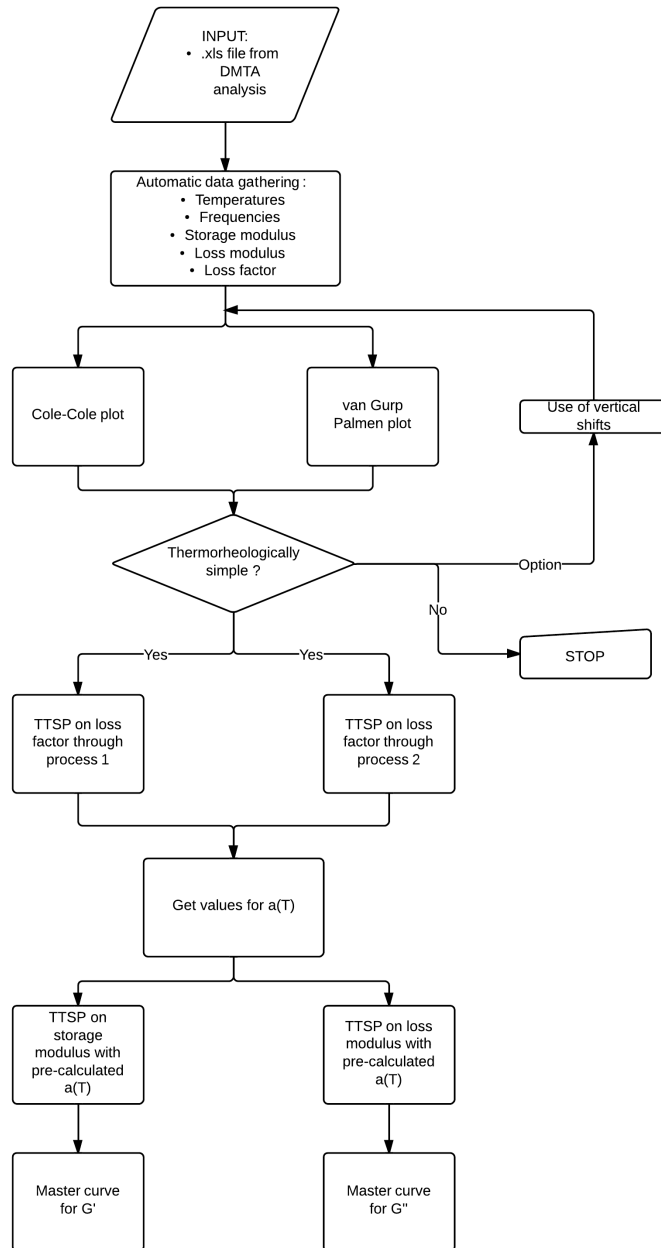 INPUT:
• .xls file from
DMTA
analysis
Automatic data gathering :
• Temperatures
• Frequencies
• Storage modulus
• Loss modulus
• Loss factor
Cole-Cole plot
van Gurp
Palmen plot
Use of vertical
shifts
Thermorheologically
simple ?
Option
No
STOP
Yes
Yes
TTSP on loss
factor through
process 1
TTSP on loss
factor through
process 2
Get values for a(T)
TTSP on
storage
modulus with
pre-calculated
a(T)
TTSP on loss
modulus with
pre-calculated
a(T)
Master curve
for G'
Master curve
for G"